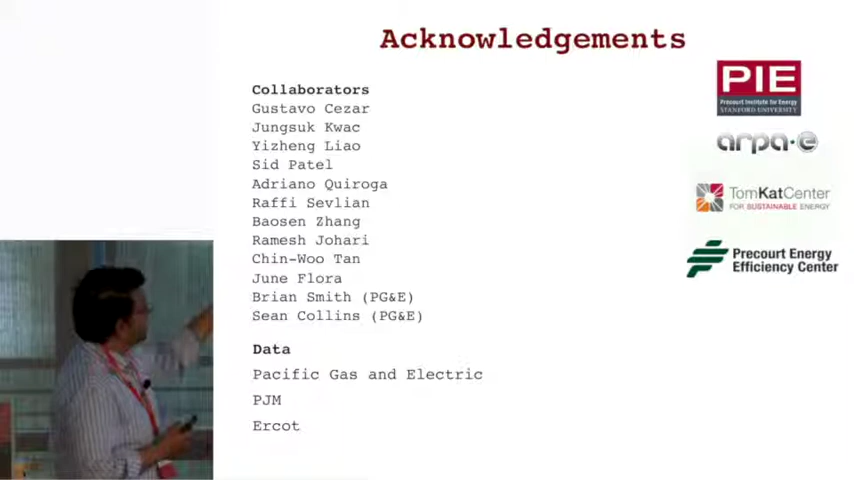 Acknowledgements
Collaborators
Gustavo Cezar
Jungsuk Kwac
Yizheng Liao
Sid Patel
Adriano Quiroga
Raffi Sevlian
Baosen Zhang
Ramesh Johari
Chin-Woo Tan
June Flora
Brian Smith (PG&E)
Sean Collins (PG&E)
Data
Pacific Gas and Electric
PJM
Ercot
PIE
Precourt Institute for Energy
STANFORD UNIVERSITY
arpa·e
TomKatCenter
FOR SUSTAINABLE ENERGY
Precourt Energy
Efficiency Center